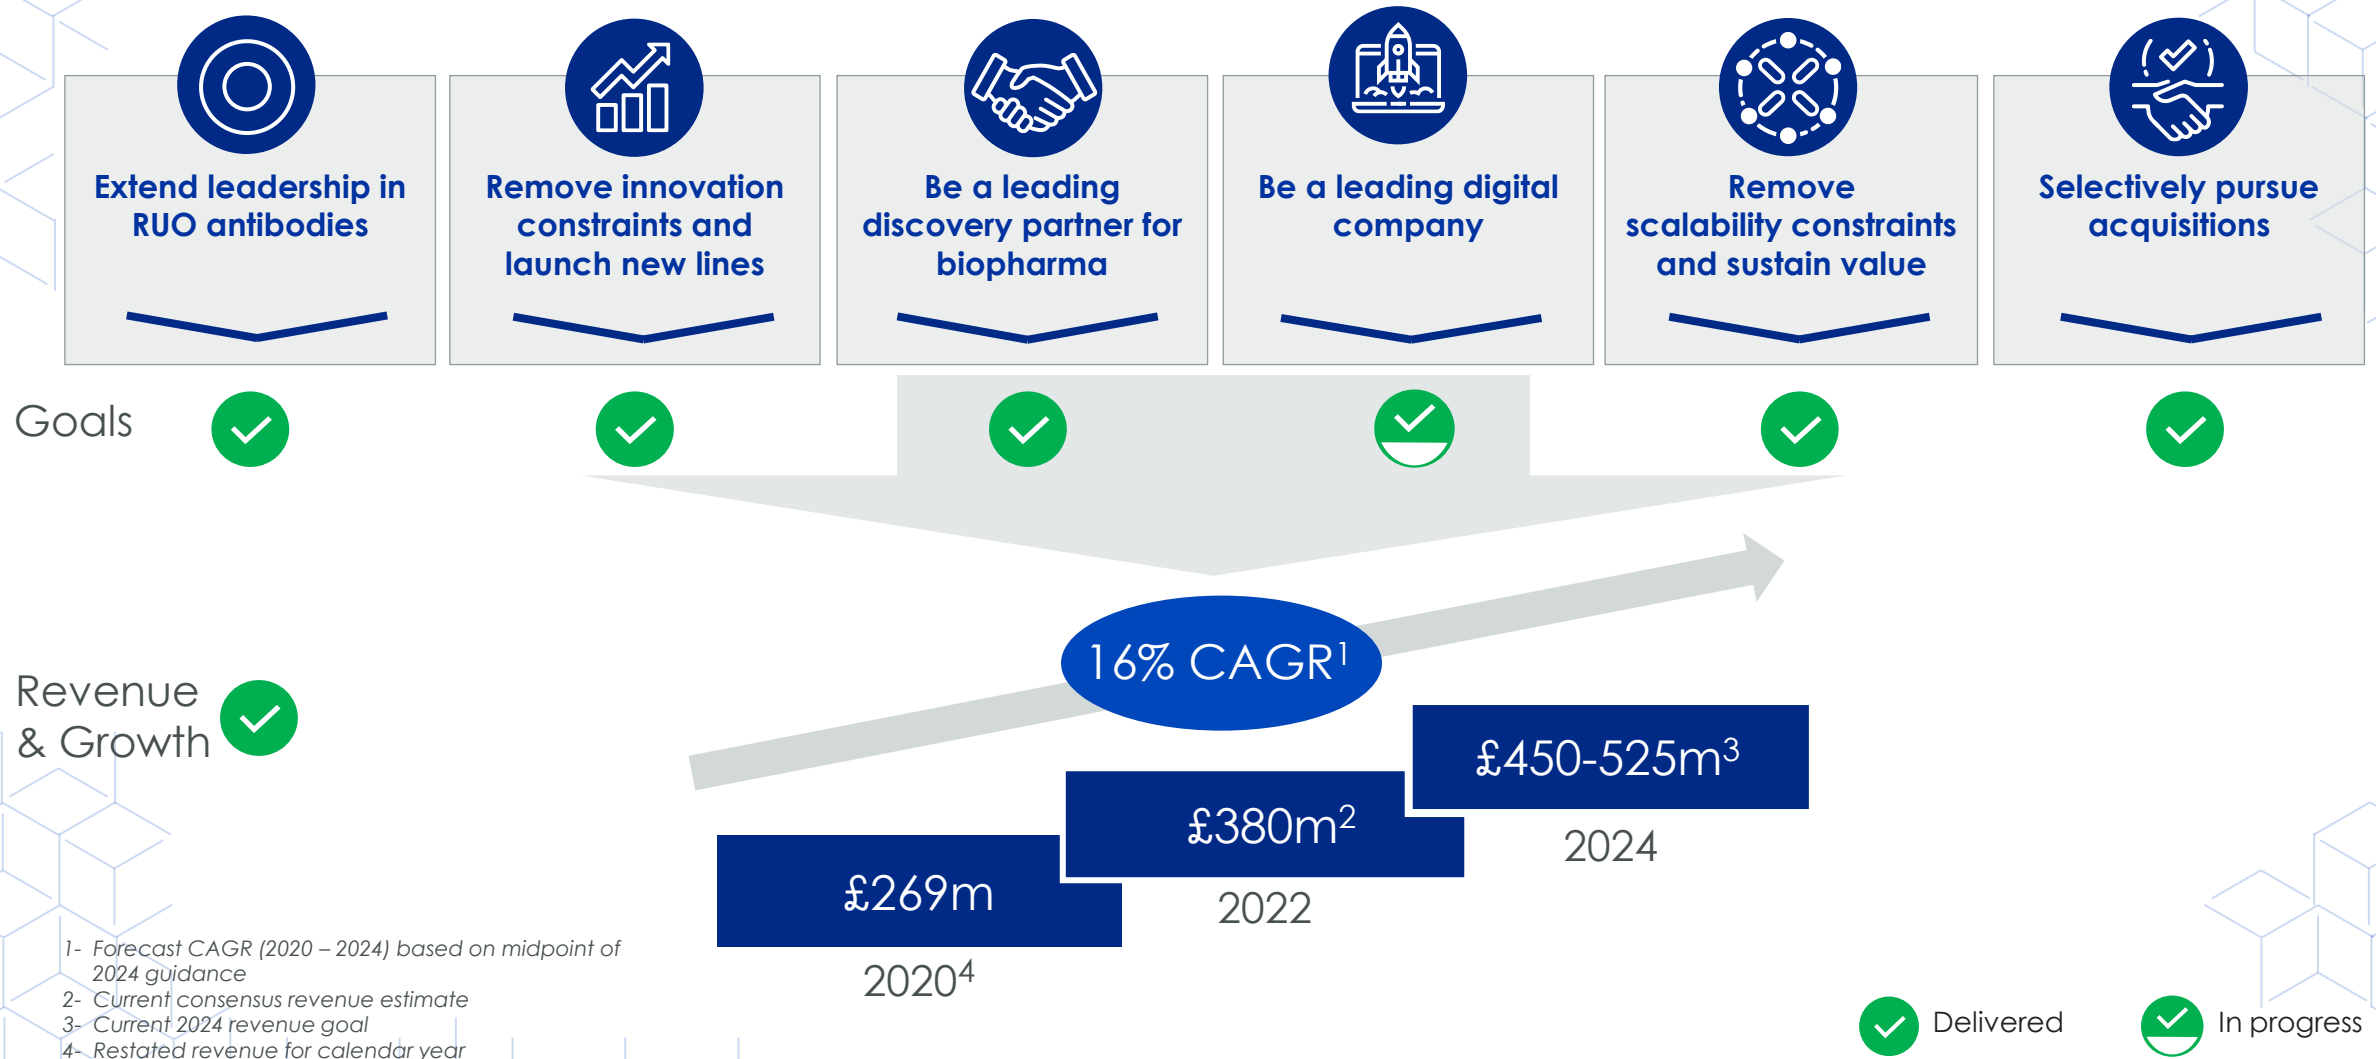 Extend leadership in
RUO antibodies
Remove innovation
constraints and
launch new lines
Be a leading
discovery partner for
biopharma
Be a leading digital
company
Remove
scalability constraints
and sustain value
Selectively pursue
acquisitions
Goals
16% CAGR1
Revenue
& Growth
£450-525m3
2024
£380m2
2022
£269m
20204
1- Forecast CAGR (2020 – 2024) based on midpoint of
2024 guidance
2- Current consensus revenue estimate
3- Current 2024 revenue goal
4- Restated revenue for calendar year
Delivered
In progress